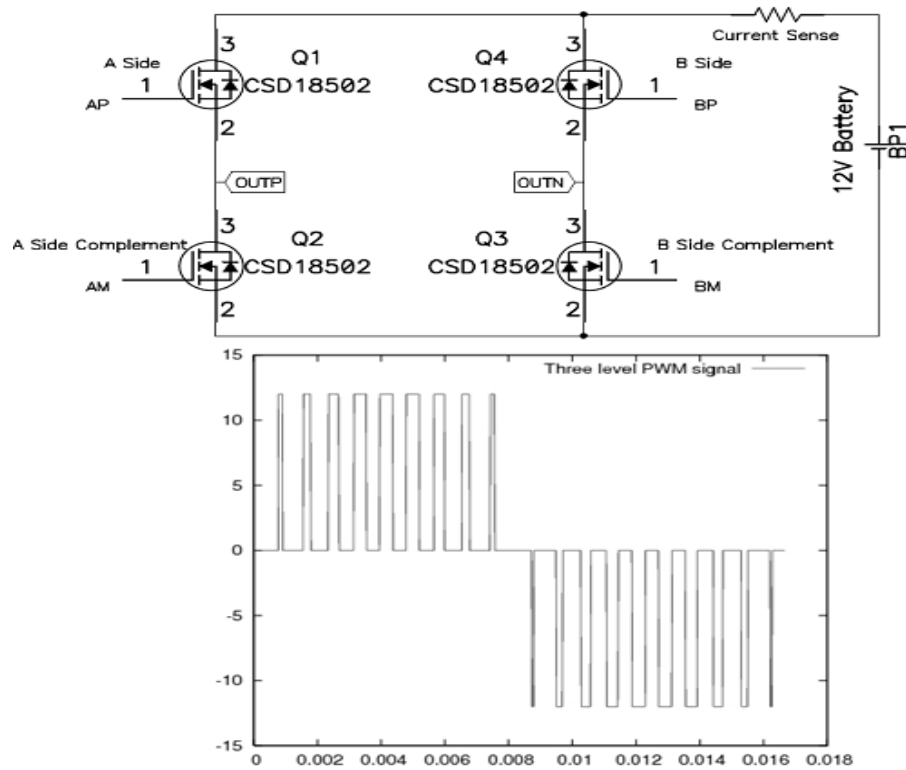 Current Sense
3
3
A Side
Q1
Q4
B Side
1
CSD18502
CSD18502
1
AP
BP
2
2
12V Battery
BP1
OUTP
OUTN
3
3
A Side Complement
Q2
Q3
B Side Complement
1
CSD18502
CSD18502
1
AM
BM
2
2
15
Three level PWM signal
10
5
0
-5
-10
-15
0 0.002 0.004 0.006 0.008 0.01 0.012 0.014 0.016 0.018